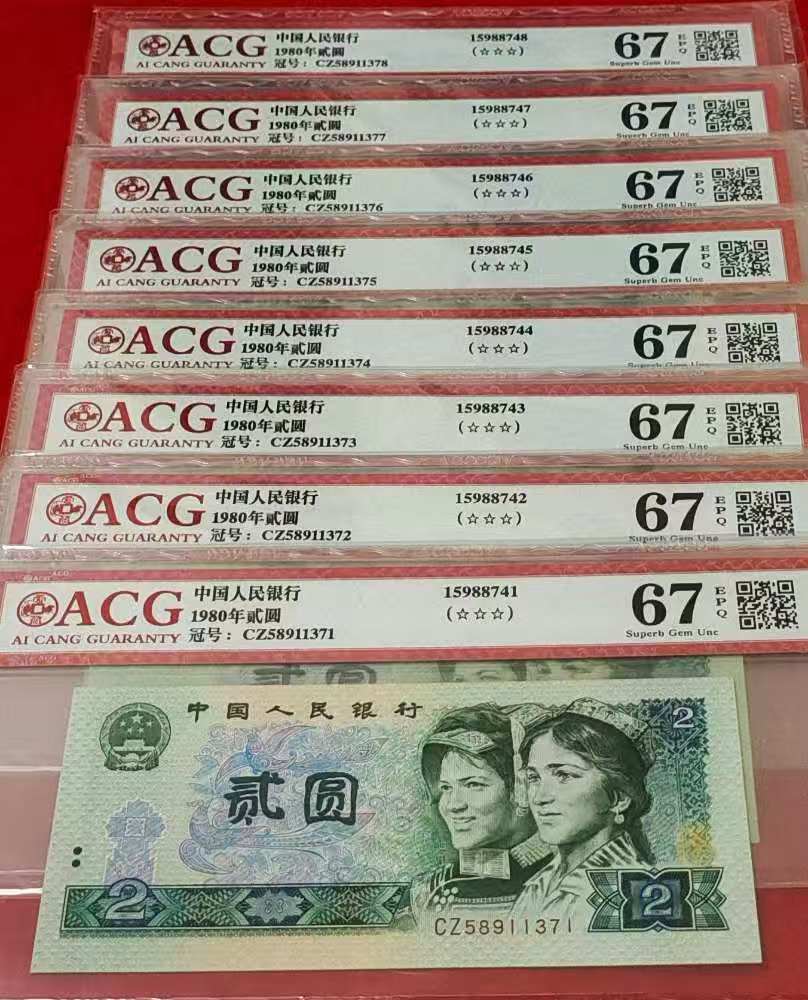 ACG
AI CANG GUARANTY
中国人民银行
1980年贰圆
冠号: CZ58911378
15988748
(☆☆☆)
67
EPQ
Superb Gem Unc
ACG
AI CANG GUARANTY
中国人民银行
1980年贰圆
冠号: CZ58911377
15988747
(☆☆☆)
67
EPQ
Superb Gem Unc
ACG
AI CANG GUARANTY
中国人民银行
1980年贰圆
冠号: CZ58911376
15988746
(☆☆☆)
67
EPQ
Superb Gem Unc
ACG
AI CANG GUARANTY
中国人民银行
1980年贰圆
冠号: CZ58911375
15988745
(☆☆☆)
67
EPQ
Superb Gem Unc
ACG
AI CANG GUARANTY
中国人民银行
1980年贰圆
冠号: CZ58911374
15988744
(☆☆☆)
67
EPQ
ACG
AI CANG GUARANTY
中国人民银行
1980年贰圆
冠号: CZ58911373
15988743
(☆☆☆)
67
EPQ
Superb Gem Unc
ACG
AI CANG GUARANTY
中国人民银行
1980年贰圆
冠号: CZ58911372
15988742
(☆☆☆)
67
EPQ
Superb Gem Unc
ACG
AI CANG GUARANTY
中国人民银行
1980年贰圆
冠号: CZ58911371
15988741
(☆☆☆)
67
EPQ
Superb Gem Unc
贰圆
中国人民银行
2
贰圆
2
2
CZ58911371